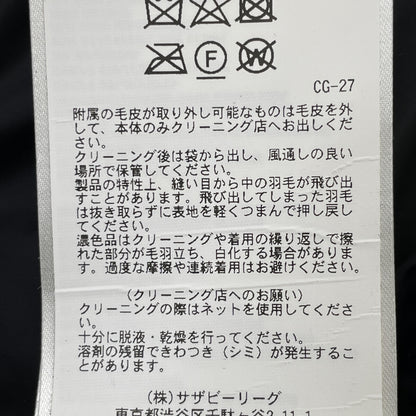 F
W
CG-27
附属の毛皮が取り外し可能なものは毛皮を外
して、本体のみクリーニング店へお出しくだ
さい。
クリーニング後は袋から出し、風通しの良い
場所で保管してください。
製品の特性上、縫い目から中の羽毛が飛び出
すことがあります。飛び出してしまった羽毛
は抜き取らずに表地を軽くつまんで押し戻し
てください。
濃色品はクリーニングや着用の繰り返しで擦
れた部分が毛羽立ち、白化する場合がありま
す。過度な摩擦や連続着用はお避けください。
(クリーニング店へのお願い)
クリーニングの際はネットを使用してくださ
い。
十分に脱液・乾燥を行ってください。
溶剤の残留できわつき(シミ)が発生するこ
とがあります。
(株)サザビーリーグ
東京都渋谷区千駄ヶ谷2-11-1